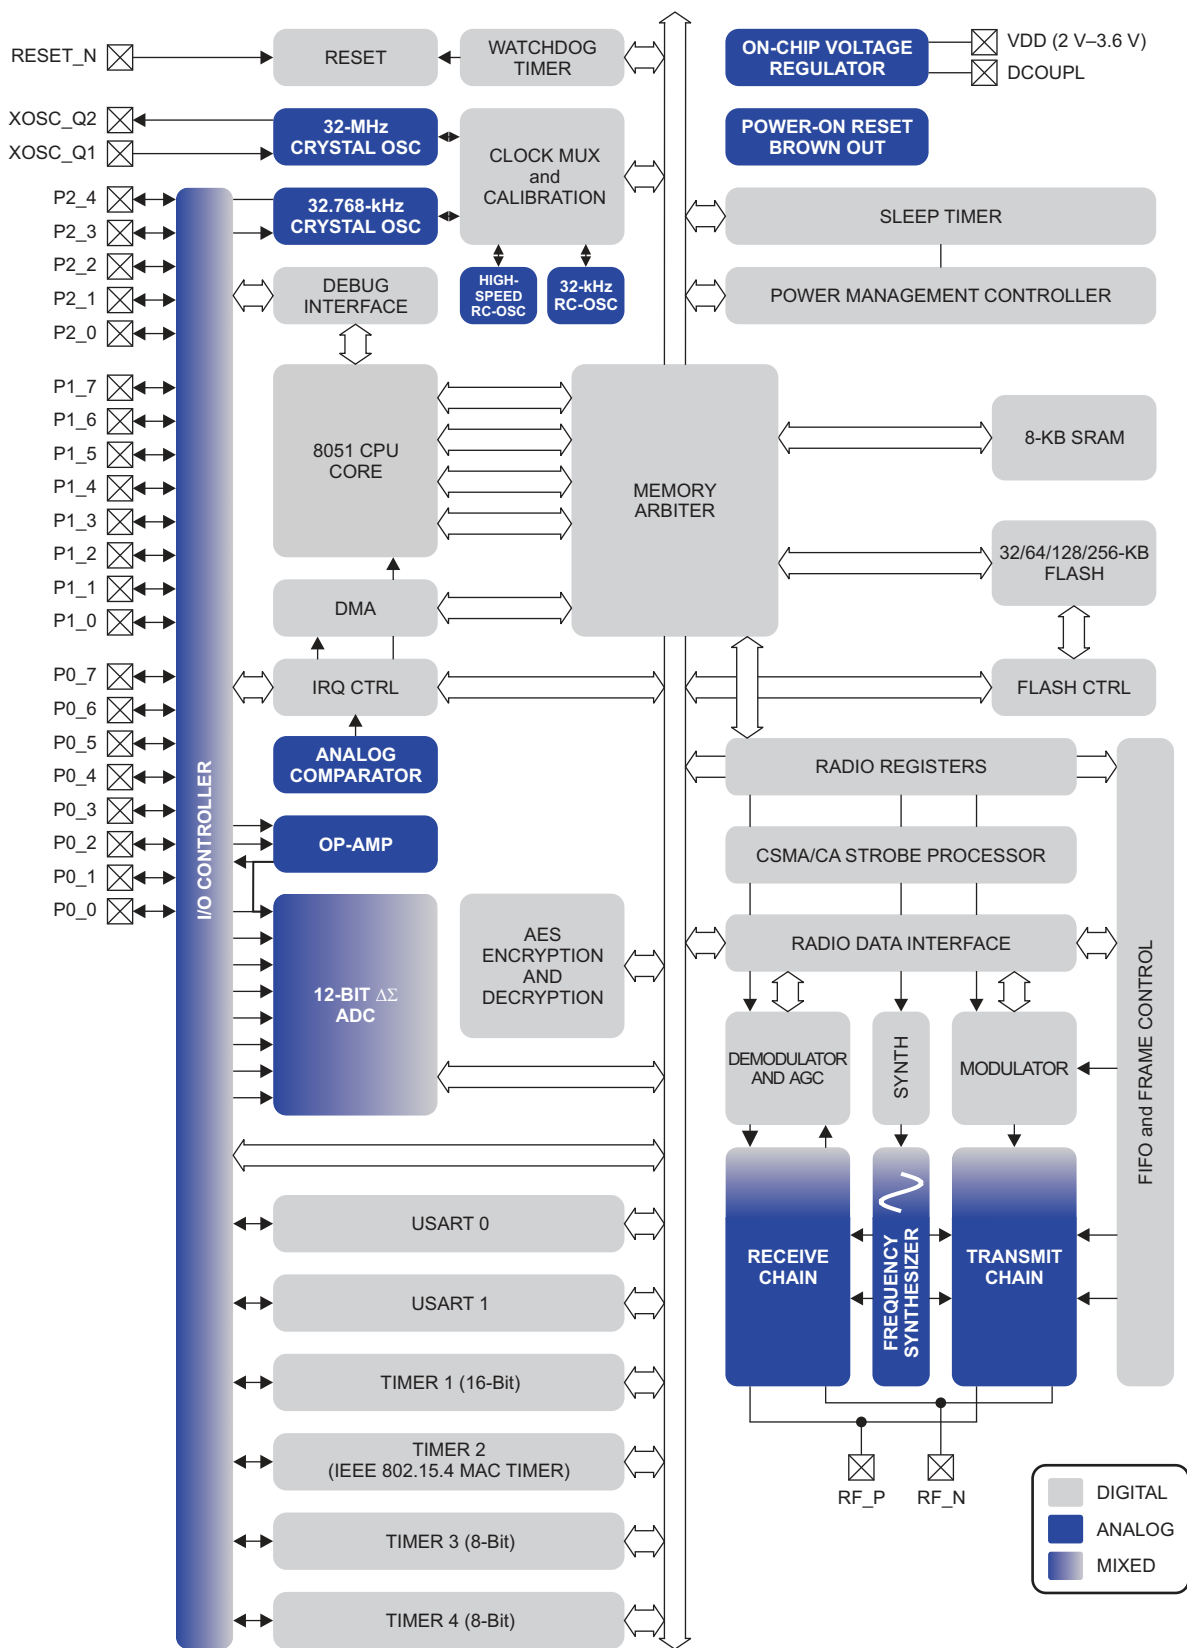 RESET_N
RESET
WATCHDOG
TIMER
ON-CHIP VOLTAGE
REGULATOR
VDD (2 V–3.6 V)
DCOUPL
XOSC_Q2
XOSC_Q1
32-MHz
CRYSTAL OSC
CLOCK MUX
and
CALIBRATION
POWER-ON RESET
BROWN OUT
P2_4
P2_3
P2_2
P2_1
P2_0
32.768-kHz
CRYSTAL OSC
SLEEP TIMER
DEBUG
INTERFACE
HIGH-
SPEED
RC-OSC
32-kHz
RC-OSC
POWER MANAGEMENT CONTROLLER
P1_7
P1_6
P1_5
P1_4
P1_3
P1_2
P1_1
P1_0
8051 CPU
CORE
MEMORY
ARBITER
8-KB SRAM
32/64/128/256-KB
FLASH
DMA
P0_7
P0_6
P0_5
P0_4
P0_3
P0_2
P0_1
P0_0
IRQ CTRL
FLASH CTRL
ANALOG
COMPARATOR
RADIO REGISTERS
I/O CONTROLLER
OP-AMP
CSMA/CA STROBE PROCESSOR
12-BIT ΔΣ
ADC
AES
ENCRYPTION
AND
DECRYPTION
RADIO DATA INTERFACE
FIFO and FRAME CONTROL
DEMODULATOR
AND AGC
SYNTH
MODULATOR
RECEIVE
CHAIN
FREQUENCY
SYNTHESIZER
TRANSMIT
CHAIN
USART 0
USART 1
TIMER 1 (16-Bit)
TIMER 2
(IEEE 802.15.4 MAC TIMER)
TIMER 3 (8-Bit)
TIMER 4 (8-Bit)
RF_P
RF_N
DIGITAL
ANALOG
MIXED